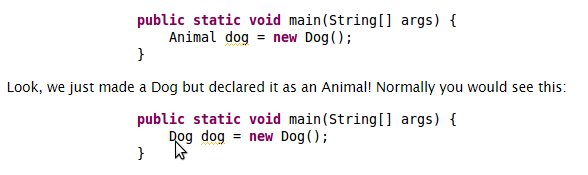 public static void main(String[] args) {
    Animal dog = new Dog();
}
Look, we just made a Dog but declared it as an Animal! Normally you would see this:
public static void main(String[] args) {
    Dog dog = new Dog();
}